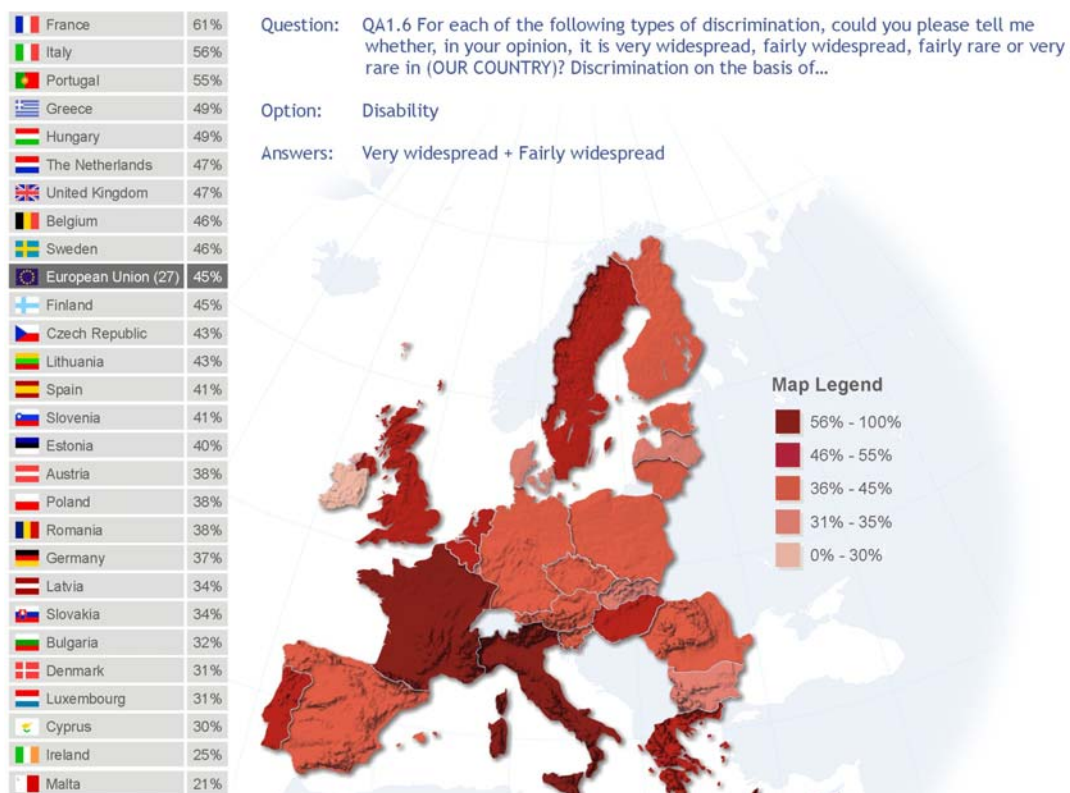 France 61%
Italy 56%
Portugal 55%
Greece 49%
Hungary 49%
The Netherlands 47%
United Kingdom 47%
Belgium 46%
Sweden 46%
European Union (27) 45%
Finland 45%
Czech Republic 43%
Lithuania 43%
Spain 41%
Slovenia 41%
Estonia 40%
Austria 38%
Poland 38%
Romania 38%
Germany 37%
Latvia 34%
Slovakia 34%
Bulgaria 32%
Denmark 31%
Luxembourg 31%
Cyprus 30%
Ireland 25%
Malta 21%
Question: QA1.6 For each of the following types of discrimination, could you please tell me
whether, in your opinion, it is very widespread, fairly widespread, fairly rare or very
rare in (OUR COUNTRY)? Discrimination on the basis of…
Option: Disability
Answers: Very widespread + Fairly widespread
Map Legend
56% - 100%
46% - 55%
36% - 45%
31% - 35%
0% - 30%